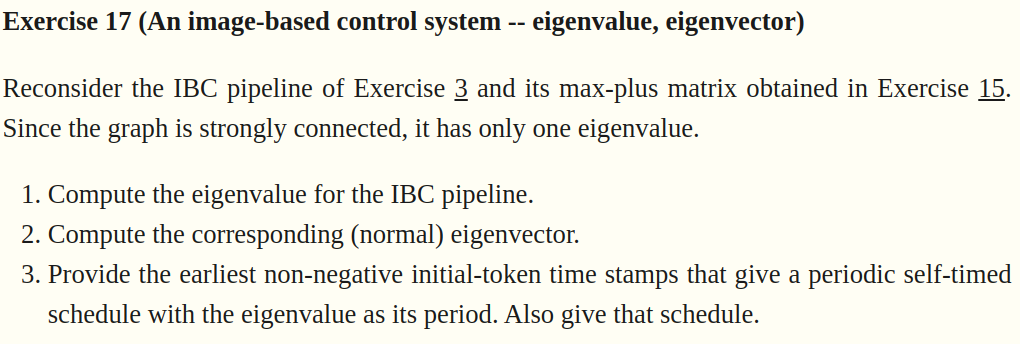 Exercise 17 (An image-based control system -- eigenvalue, eigenvector)
Reconsider the IBC pipeline of Exercise 3 and its max-plus matrix obtained in Exercise 15.
Since the graph is strongly connected, it has only one eigenvalue.
1. Compute the eigenvalue for the IBC pipeline.
2. Compute the corresponding (normal) eigenvector.
3. Provide the earliest non-negative initial-token time stamps that give a periodic self-timed
schedule with the eigenvalue as its period. Also give that schedule.